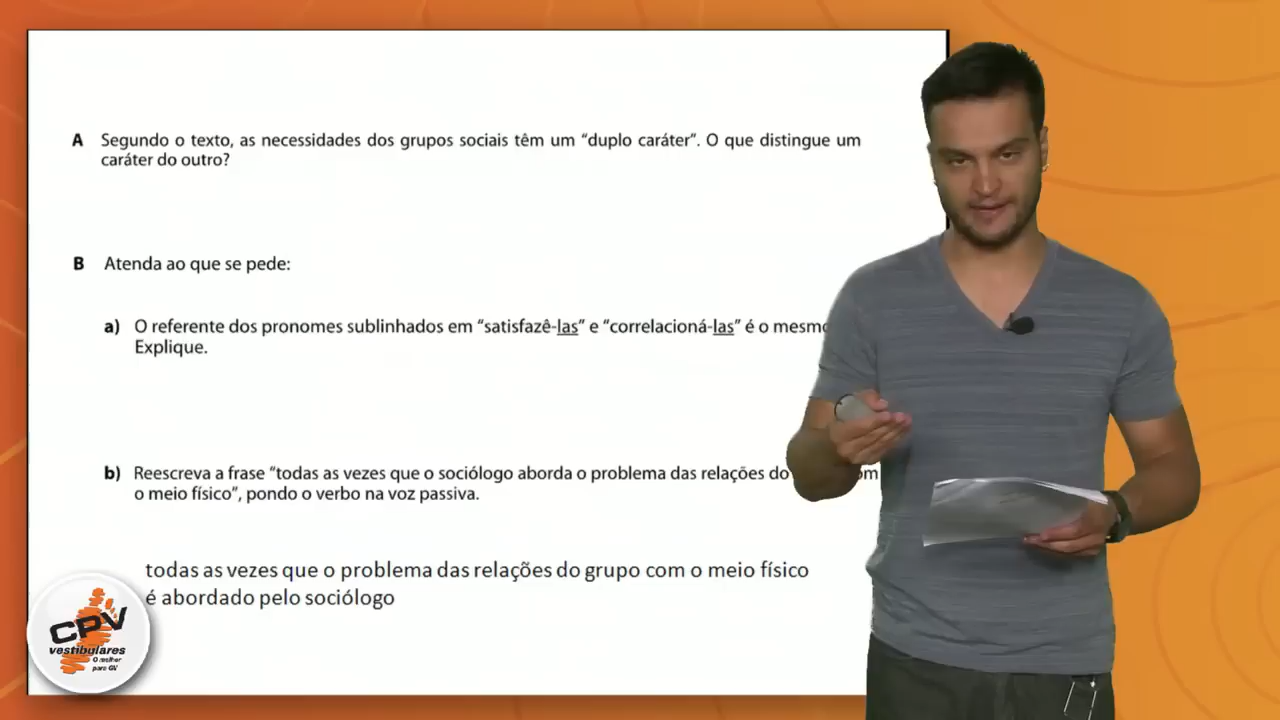 A Segundo o texto, as necessidades dos grupos sociais têm um “duplo caráter”. O que distingue um
caráter do outro?
B Atenda ao que se pede:
a) O referente dos pronomes sublinhados em “satisfazê-las” e “correlacioná-las” é o mesmo
Explique.
b) Reescreva a frase “todas as vezes que o sociólogo aborda o problema das relações do
o meio físico”, pondo o verbo na voz passiva.
todas as vezes que o problema das relações do grupo com o meio físico
é abordado pelo sociólogo
CPV
vestibulares
O melhor
para GV